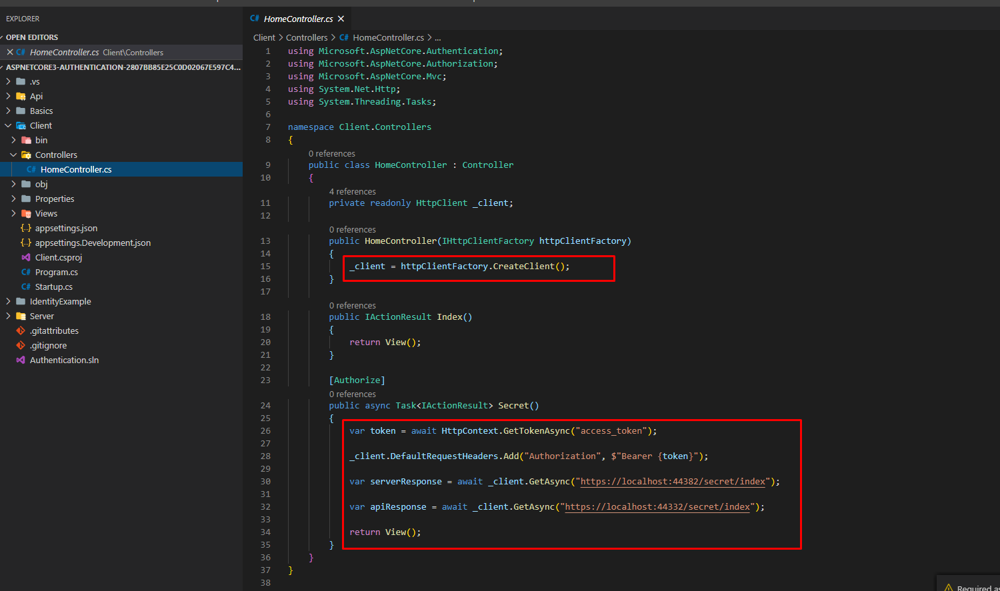 EXPLORER
OPEN EDITORS
HomeController.cs Client\Controllers
ASPNETCORE3-AUTHENTICATION-2807BB85E25C0D02067E597C4...
.vs
Api
Basics
Client
bin
Controllers
C# HomeController.cs
obj
Properties
Views
{..} appsettings.json
{..} appsettings.Development.json
Client.csproj
C# Program.cs
C# Startup.cs
IdentityExample
Server
.gitattributes
.gitignore
Authentication.sln
C# HomeController.cs
Client > Controllers > C# HomeController.cs > ...
1 using Microsoft.AspNetCore.Authentication;
2 using Microsoft.AspNetCore.Authorization;
3 using Microsoft.AspNetCore.Mvc;
4 using System.Net.Http;
5 using System.Threading.Tasks;
6
7 namespace Client.Controllers
8 {
0 references
9 public class HomeController : Controller
10 {
4 references
11 private readonly HttpClient _client;
12
0 references
13 public HomeController(IHttpClientFactory httpClientFactory)
14 {
15 _client = httpClientFactory.CreateClient();
16 }
17
0 references
18 public IActionResult Index()
19 {
20 return View();
21 }
22
23 [Authorize]
0 references
24 public async Task<IActionResult> Secret()
25 {
26 var token = await HttpContext.GetTokenAsync("access_token");
27
28 _client.DefaultRequestHeaders.Add("Authorization", $"Bearer {token}");
29
30 var serverResponse = await _client.GetAsync("https://localhost:44382/secret/index");
31
32 var apiResponse = await _client.GetAsync("https://localhost:44332/secret/index");
33
34 return View();
35 }
36 }
37 }
38
Required as